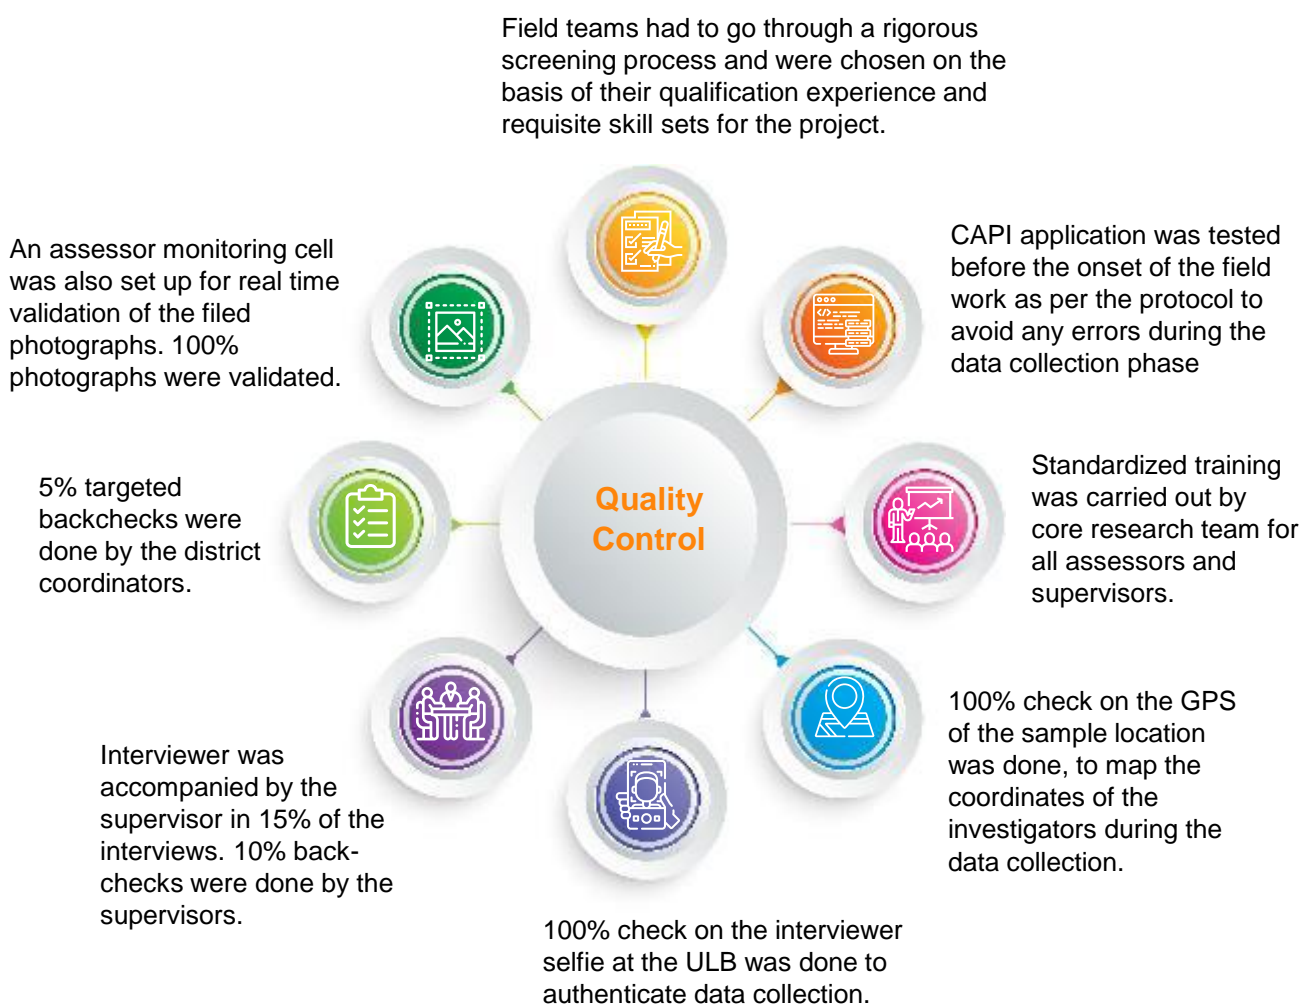 Field teams had to go through a rigorous
screening process and were chosen on the
basis of their qualification experience and
requisite skill sets for the project.
CAPI application was tested
before the onset of the field
work as per the protocol to
avoid any errors during the
data collection phase
Standardized training
was carried out by
core research team for
all assessors and
supervisors.
100% check on the GPS
of the sample location
was done, to map the
coordinates of the
investigators during the
data collection.
100% check on the interviewer
selfie at the ULB was done to
authenticate data collection.
Interviewer was
accompanied by the
supervisor in 15% of the
interviews. 10% back-
checks were done by the
supervisors.
5% targeted
backchecks were
done by the district
coordinators.
An assessor monitoring cell
was also set up for real time
validation of the filed
photographs. 100%
photographs were validated.
Quality
Control